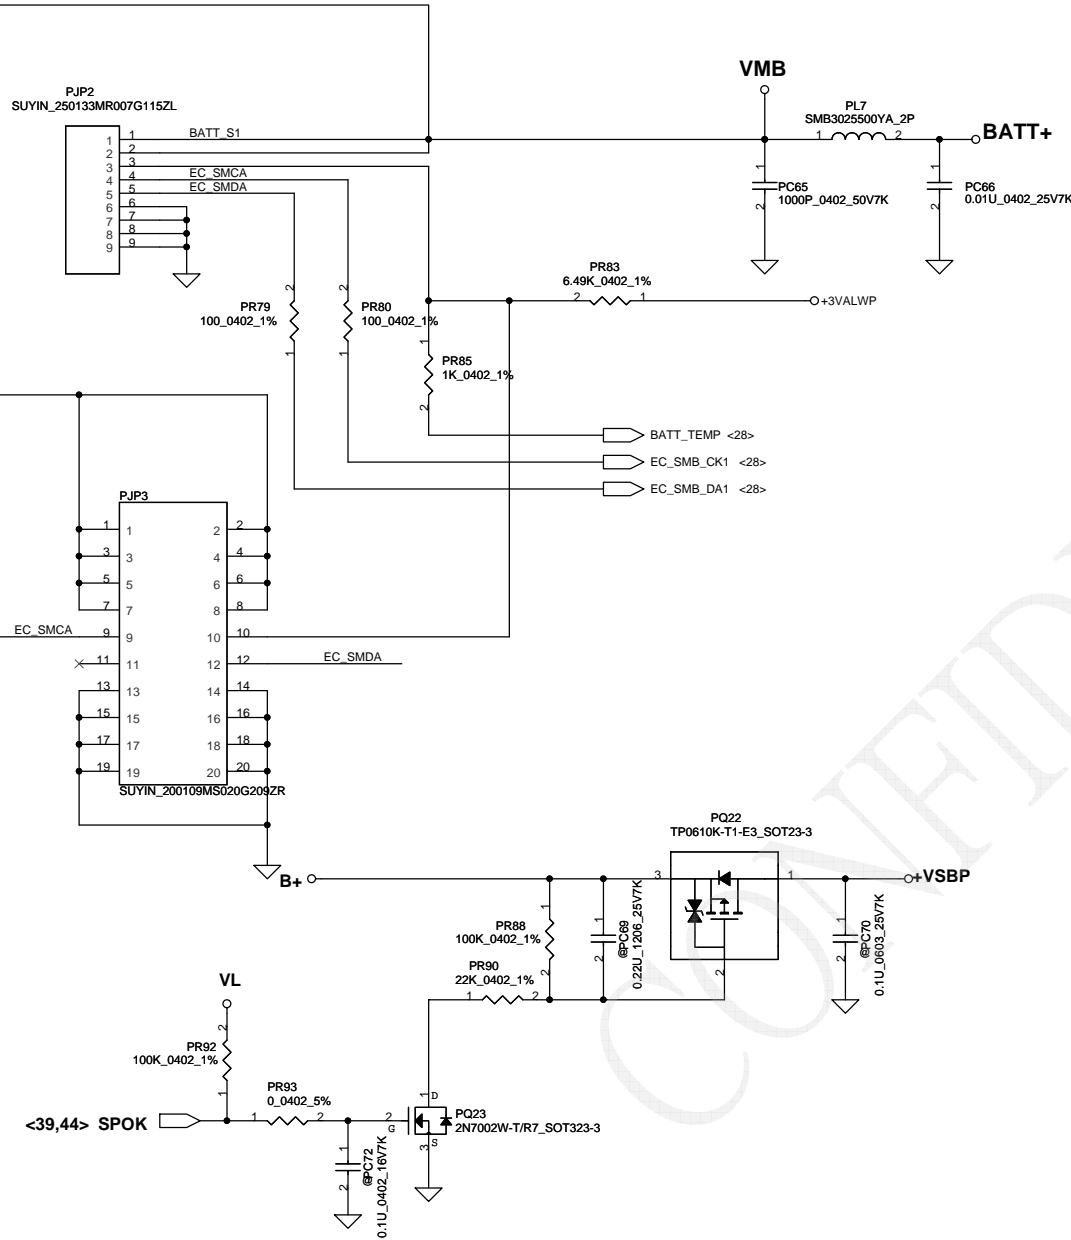 VMB
PJP2
SUYIN_250133MR007G115ZL
PL7
SMB3025500YA_2P
1 1 BATT_S1
2 2
3 3
4 4 EC_SMCA
5 5 EC_SMDA
6 6
7 7
8 8
9 9
1 2 BATT+
1
PC65
1000P_0402_50V7K
2
1
PC66
0.01U_0402_25V7K
2
PR83
6.49K_0402_1%
2 1 +3VALWP
2
PR79
100_0402_1%
1
2
PR80
100_0402_1%
1
1
PR85
1K_0402_1%
2
BATT_TEMP <28>
EC_SMB_CK1 <28>
EC_SMB_DA1 <28>
PJP3
1 1 2 2
3 3 4 4
5 5 6 6
7 7 8 8
EC_SMCA 9 9 10 10
11 11 12 12 EC_SMDA
13 13 14 14
15 15 16 16
17 17 18 18
19 19 20 20
SUYIN_200109MS020G209ZR
PQ22
TP0610K-T1-E3_SOT23-3
B+ 3 1 +VSBP
2
1
PR88
100K_0402_1%
2
1
@PC69
0.22U_1206_25V7K
2
1
@PC70
0.1U_0603_25V7K
2
PR90
22K_0402_1%
1 2
VL
2
PR92
100K_0402_1%
1
PR93
0_0402_5%
<39,44> SPOK 1 2
1
@PC72
0.1U_0402_16V7K
2
1 D
2 G
3 S
PQ23
2N7002W-T/R7_SOT323-3